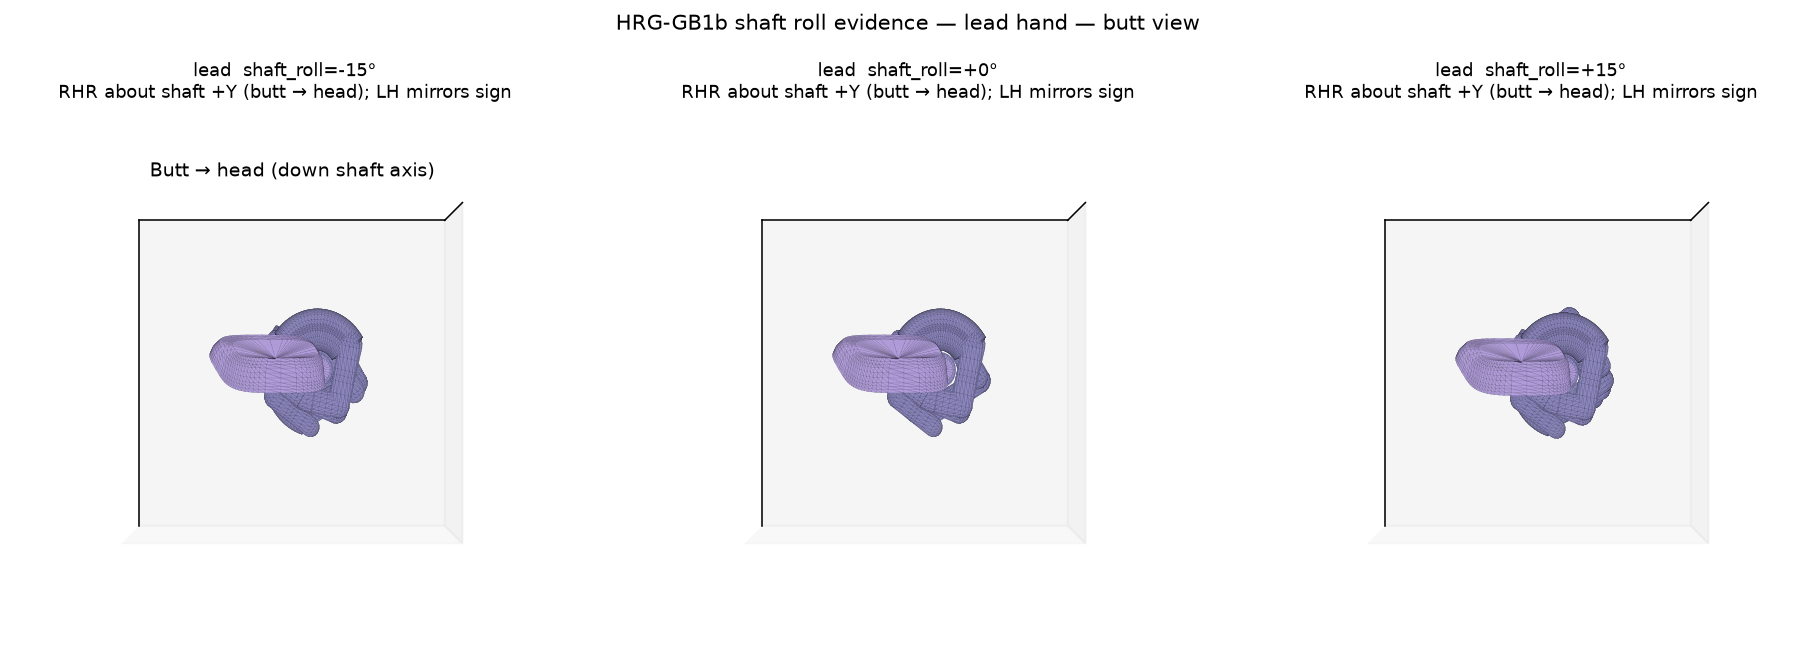 HRG-GB1b shaft roll evidence — lead hand — butt view
lead  shaft_roll=-15°
RHR about shaft +Y (butt → head); LH mirrors sign
lead  shaft_roll=+0°
RHR about shaft +Y (butt → head); LH mirrors sign
lead  shaft_roll=+15°
RHR about shaft +Y (butt → head); LH mirrors sign
Butt → head (down shaft axis)